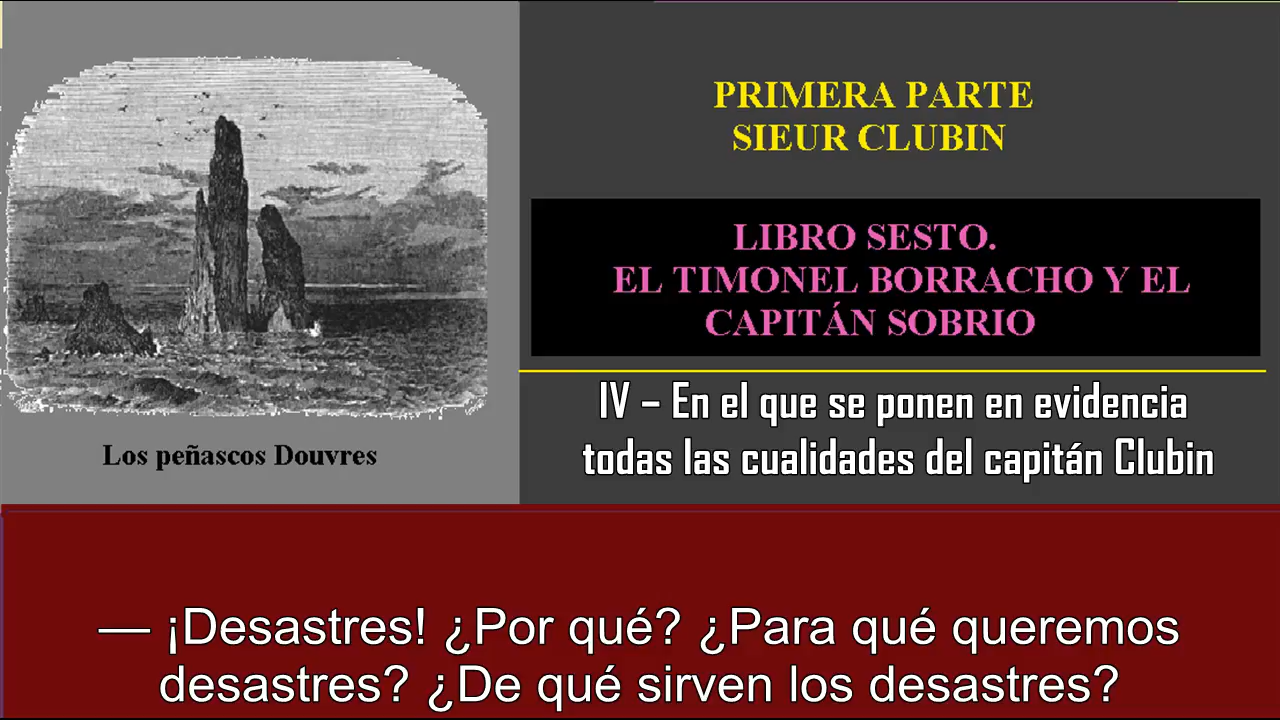 PRIMERA PARTE
SIEUR CLUBIN
LIBRO SESTO.
EL TIMONEL BORRACHO Y EL
CAPITÁN SOBRIO
IV – En el que se ponen en evidencia
todas las cualidades del capitán Clubin
Los peñascos Douvres
— ¡Desastres! ¿Por qué? ¿Para qué queremos
desastres? ¿De qué sirven los desastres?